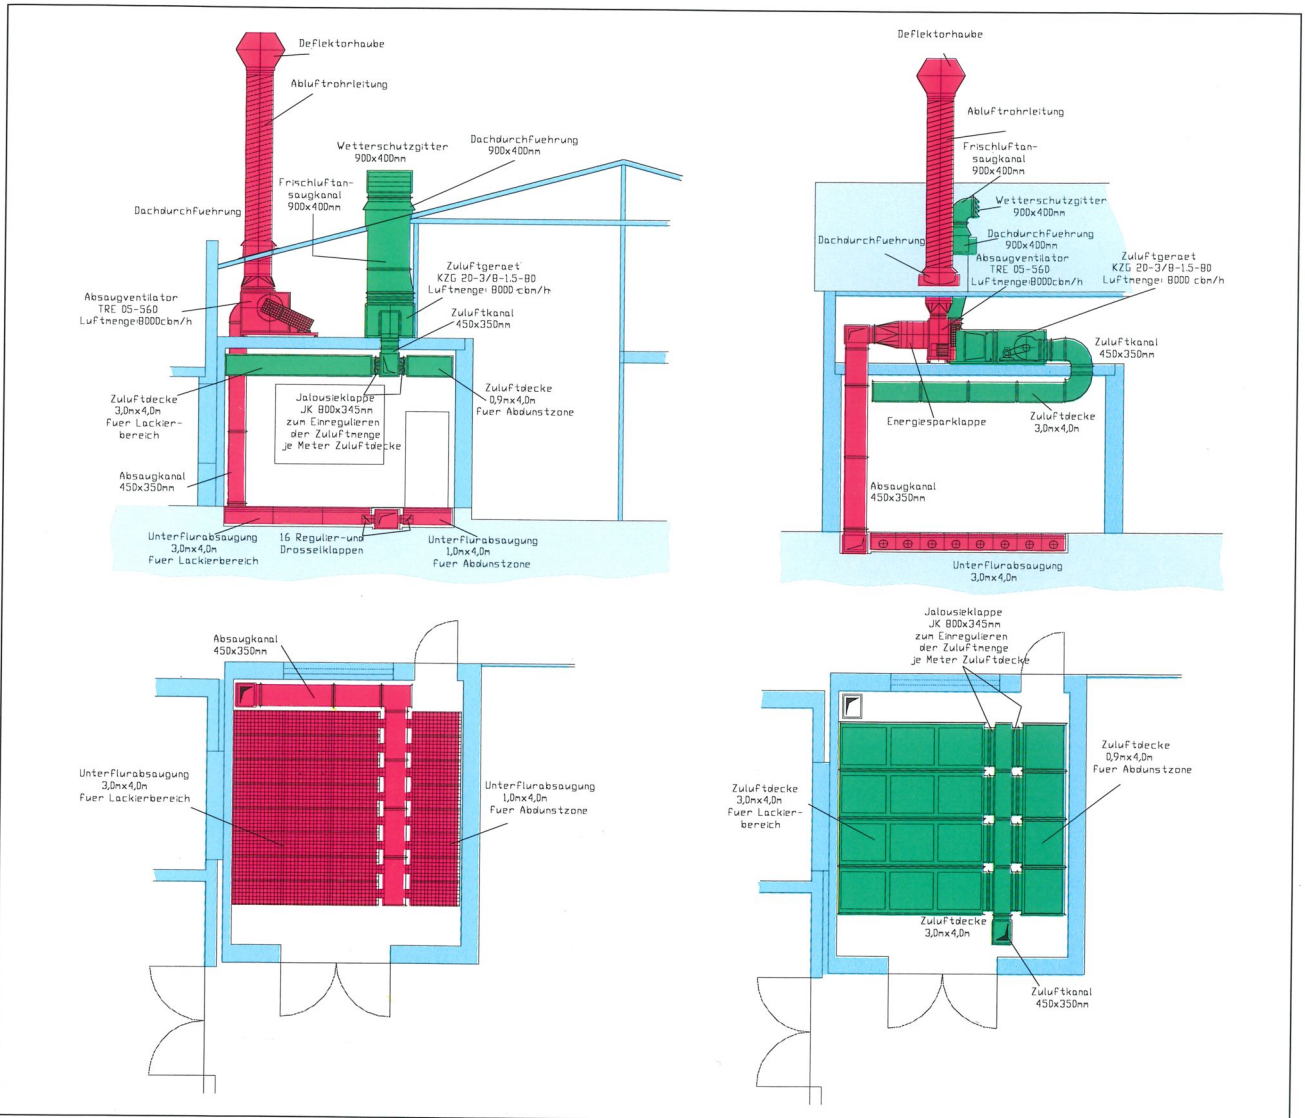 Deflektorhaube
Abluftrohrleitung
Wetterschutzgitter
900x400mm
Dachdurchfuehrung
900x400mm
Frischluftan-
saugkanal
900x400mm
Dachdurchfuehrung
Zuluftgeraet
KZG 20-3/8-1.5-80
Luftmenge: 8000 cbm/h
Absaugventilator
TRE 05-560
Luftmenge:8000cbm/h
Zuluftkanal
450x350mm
Zuluftdecke
3,0mx4,0m
Fuer Lackier-
bereich
Jalousieklappe
JK 800x345mm
zum Einregulieren
der Zuluftmenge
je Meter Zuluftdecke
Zuluftdecke
0,9mx4,0m
Fuer Abdunstzone
Absaugkanal
450x350mm
Unterflurabsaugung
3,0mx4,0m
Fuer Lackierbereich
16 Regulier-und
Drosselklappen
Unterflurabsaugung
1,0mx4,0m
Fuer Abdunstzone
Deflektorhaube
Abluftrohrleitung
Frischluftan-
saugkanal
900x400mm
Wetterschutzgitter
900x400mm
Dachdurchfuehrung
Dachdurchfuehrung
900x400mm
Absaugventilator
TRE 05-560
Luftmenge:8000cbm/h
Zuluftgeraet
KZG 20-3/8-1.5-80
Luftmenge: 8000 cbm/h
Zuluftkanal
450x350mm
Energiesparklappe
Zuluftdecke
3,0mx4,0m
Absaugkanal
450x350mm
Unterflurabsaugung
3,0mx4,0m
Absaugkanal
450x350mm
Unterflurabsaugung
3,0mx4,0m
Fuer Lackierbereich
Unterflurabsaugung
1,0mx4,0m
Fuer Abdunstzone
Jalousieklappe
JK 800x345mm
zum Einregulieren
der Zuluftmenge
je Meter Zuluftdecke
Zuluftdecke
0,9mx4,0m
Fuer Abdunstzone
Zuluftdecke
3,0mx4,0m
Fuer Lackier-
bereich
Zuluftdecke
3,0mx4,0m
Zuluftkanal
450x350mm